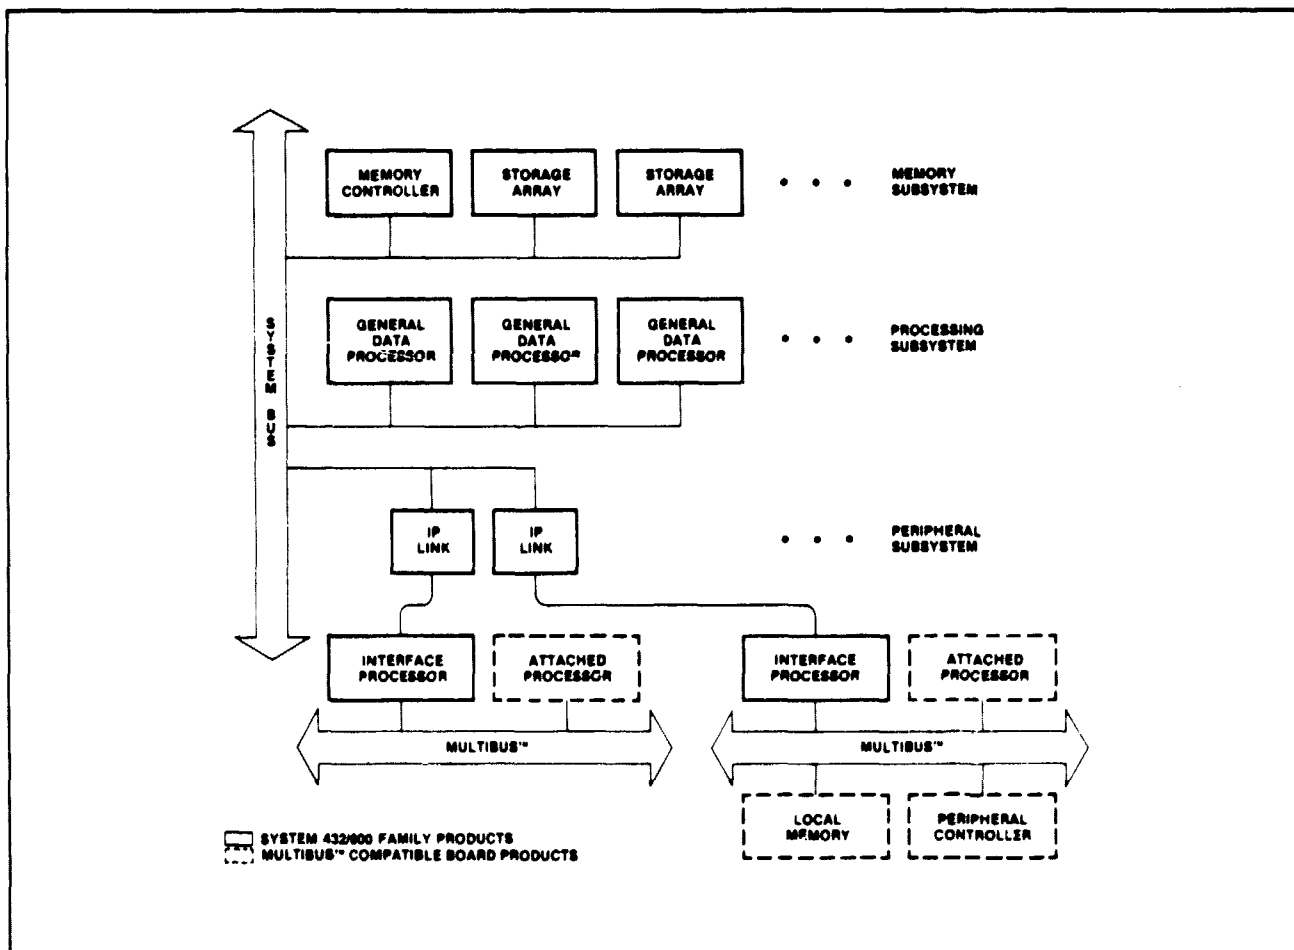 MEMORY
CONTROLLER
STORAGE
ARRAY
STORAGE
ARRAY
MEMORY
SUBSYSTEM
SYSTEM BUS
GENERAL
DATA
PROCESSOR
GENERAL
DATA
PROCESSOR
GENERAL
DATA
PROCESSOR
PROCESSING
SUBSYSTEM
IP
LINK
IP
LINK
PERIPHERAL
SUBSYSTEM
INTERFACE
PROCESSOR
ATTACHED
PROCESSOR
INTERFACE
PROCESSOR
ATTACHED
PROCESSOR
MULTIBUS™
MULTIBUS™
LOCAL
MEMORY
PERIPHERAL
CONTROLLER
SYSTEM 432/600 FAMILY PRODUCTS
MULTIBUS™ COMPATIBLE BOARD PRODUCTS